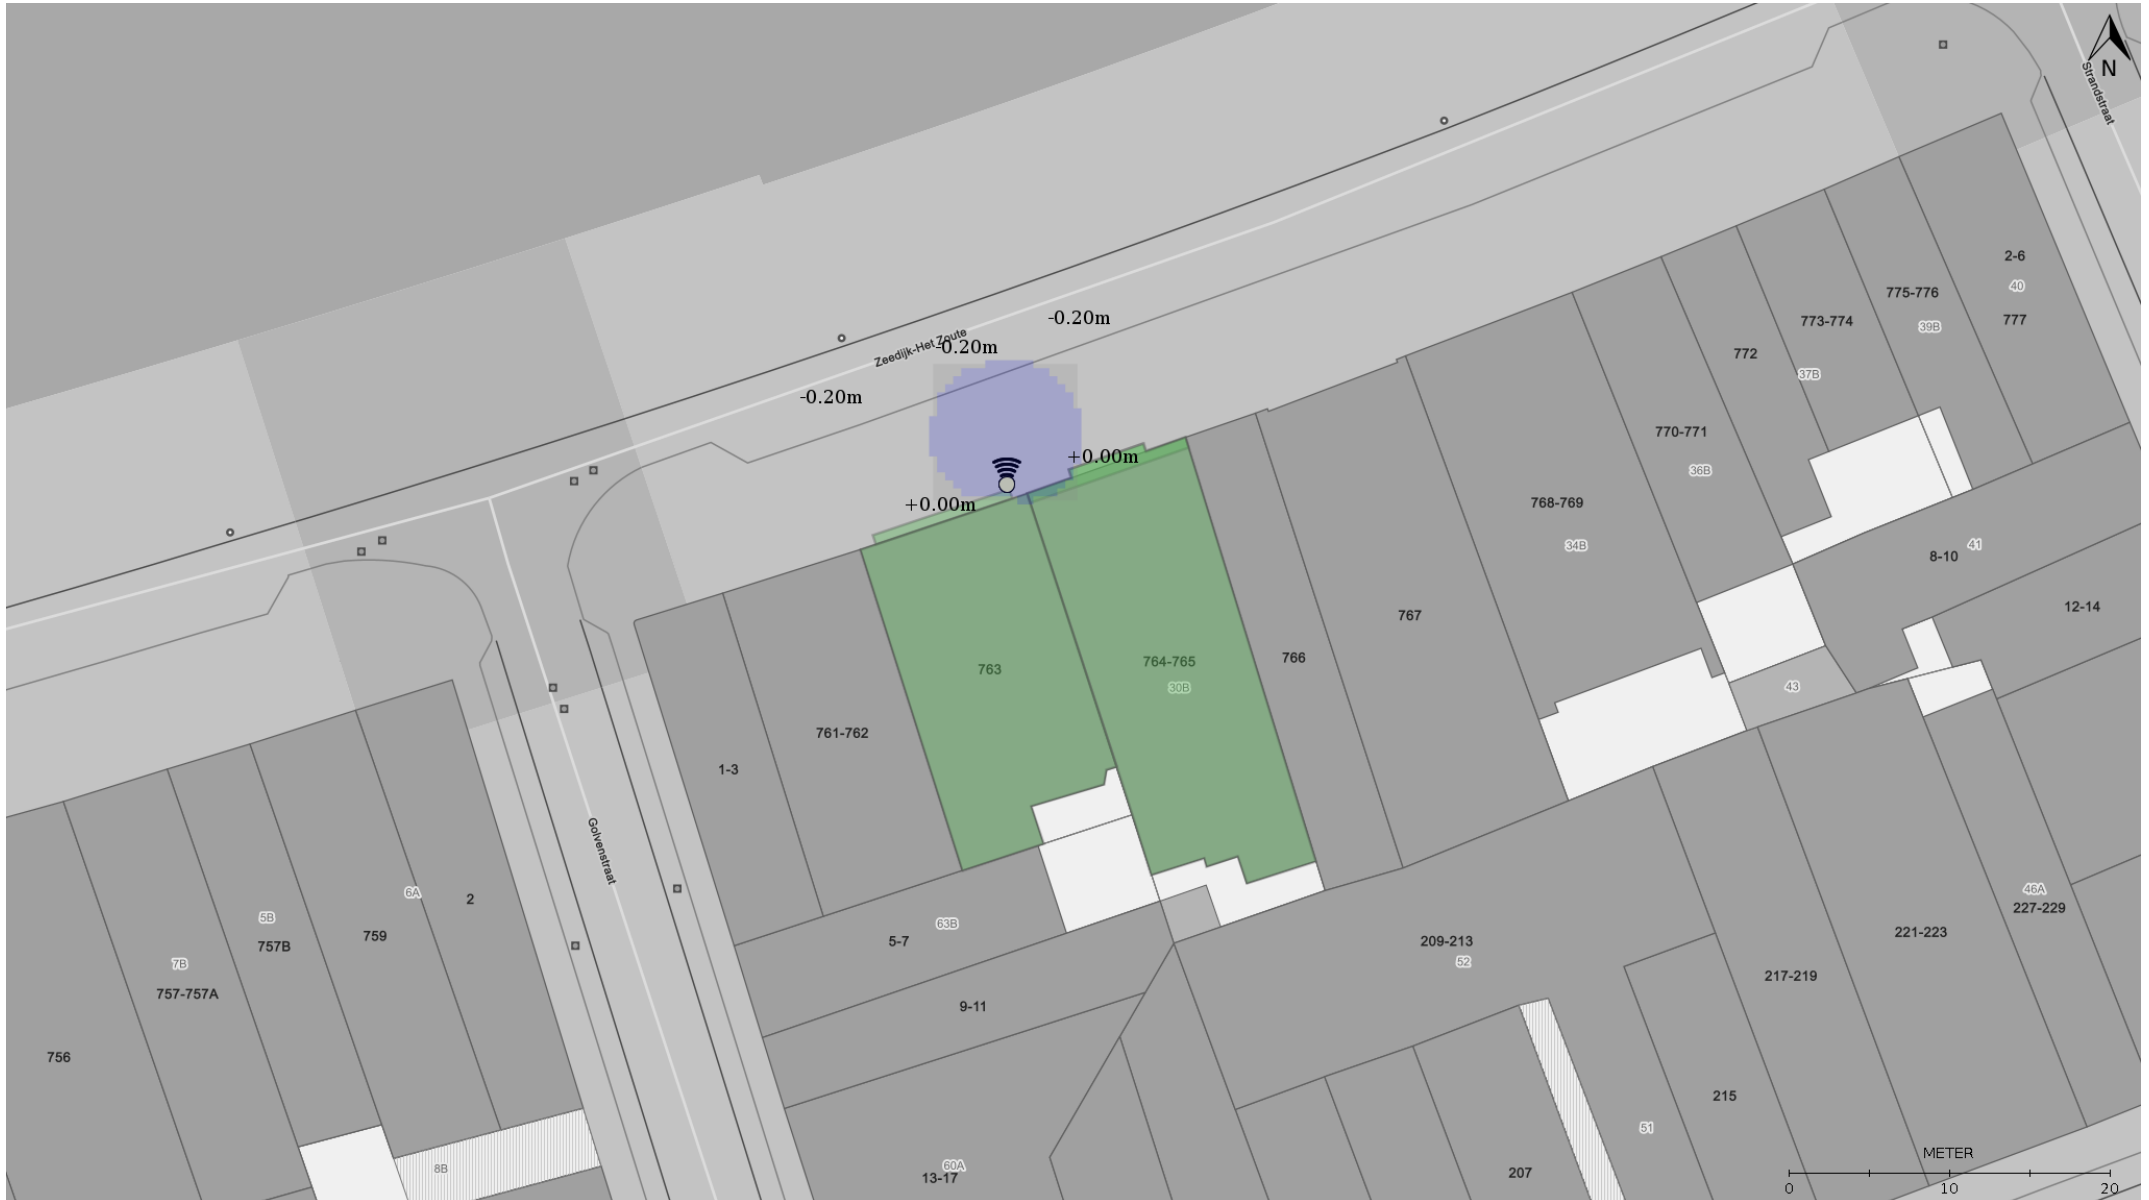 N
Strandstraat
2-6
40
775-776
-0.20m
773-774
39B
777
Zeedijk-Het Zoute
-0.20m
772
37B
-0.20m
770-771
+0.00m
36B
768-769
+0.00m
34B
8-10
41
12-14
767
766
764-765
763
30B
43
761-762
1-3
Golvenstraat
46A
6A
2
227-229
5B
63B
221-223
759
5-7
209-213
757B
52
7B
217-219
757-757A
9-11
756
215
51
METER
8B
60A
13-17
207
0
10
20